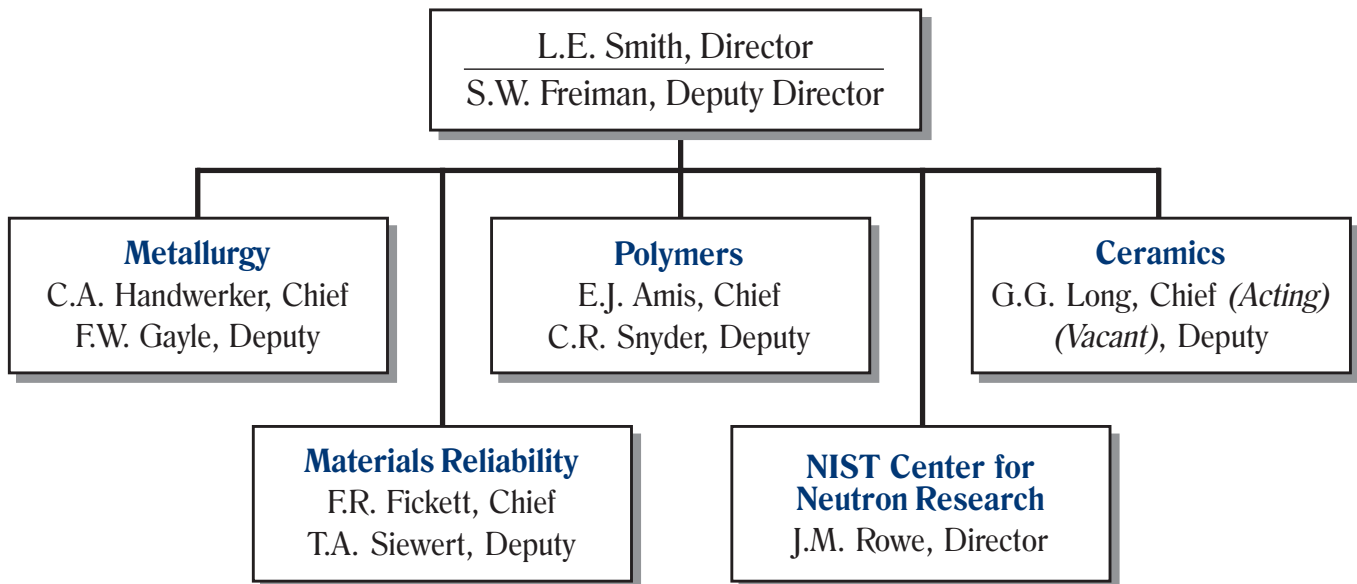 L.E. Smith, Director
S.W. Freiman, Deputy Director
Metallurgy
C.A. Handwerker, Chief
F.W. Gayle, Deputy
Polymers
E.J. Amis, Chief
C.R. Snyder, Deputy
Ceramics
G.G. Long, Chief (Acting)
(Vacant), Deputy
Materials Reliability
F.R. Fickett, Chief
T.A. Siewert, Deputy
NIST Center for
Neutron Research
J.M. Rowe, Director